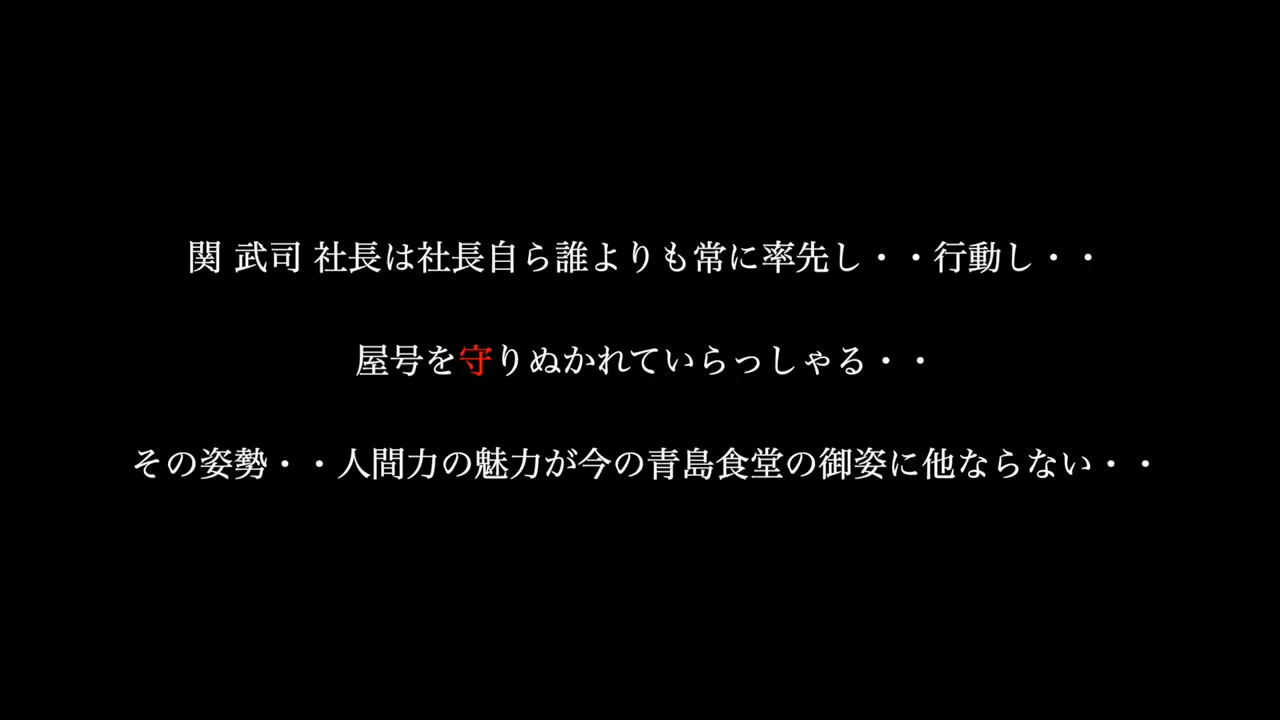 関 武司 社長は社長自ら誰よりも常に率先し・・行動し・・
屋号を守りぬかれていらっしゃる・・
その姿勢・・人間力の魅力が今の青島食堂の御姿に他ならない・・